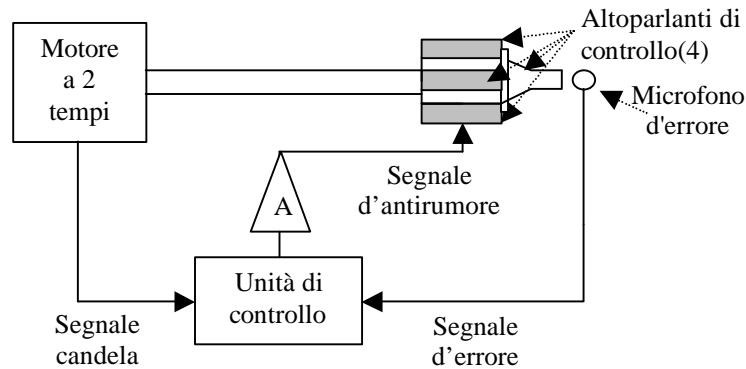 Motore
a 2
tempi
Altoparlanti di
controllo(4)
Microfono
d'errore
Segnale
d'antirumore
A
Unità di
controllo
Segnale
candela
Segnale
d'errore